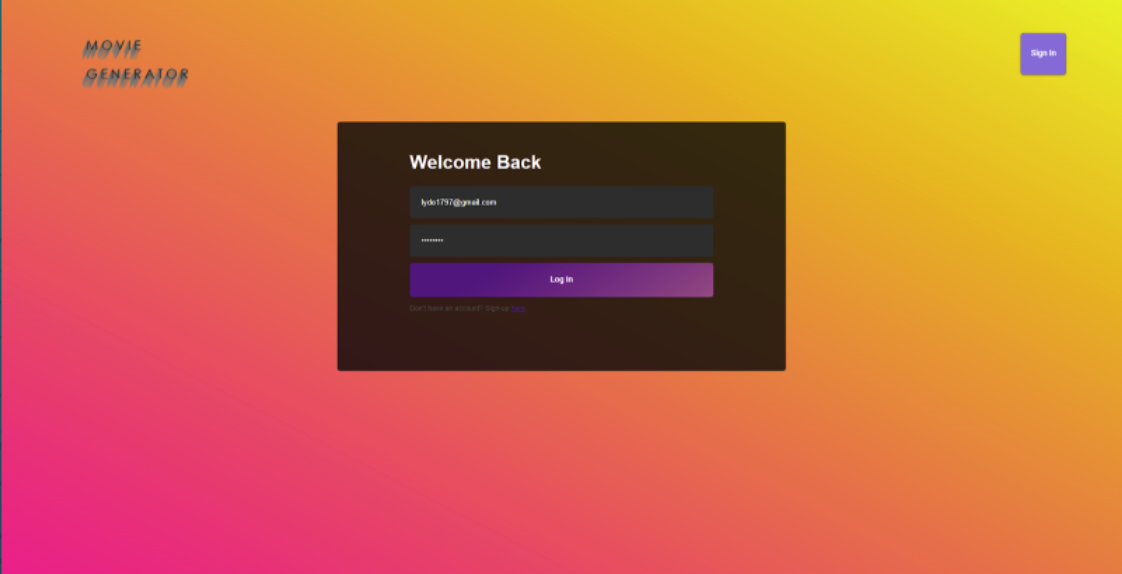 MOVIE
GENERATOR
Sign In
Welcome Back
lydo1797@gmail.com
••••••••
Log In
Don't have an account? Sign up here